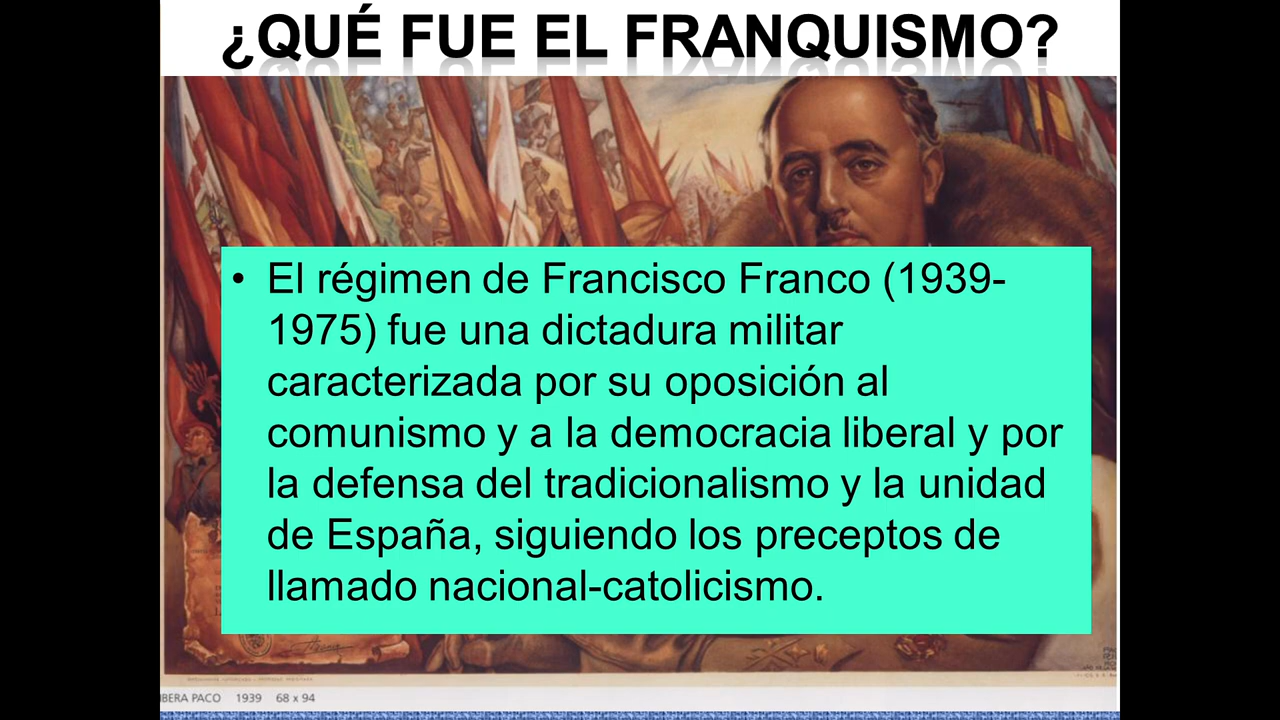 ¿QUÉ FUE EL FRANQUISMO?
• El régimen de Francisco Franco (1939-
1975) fue una dictadura militar
caracterizada por su oposición al
comunismo y a la democracia liberal y por
la defensa del tradicionalismo y la unidad
de España, siguiendo los preceptos de
llamado nacional-catolicismo.
BERA PACO 1939 68 x 94